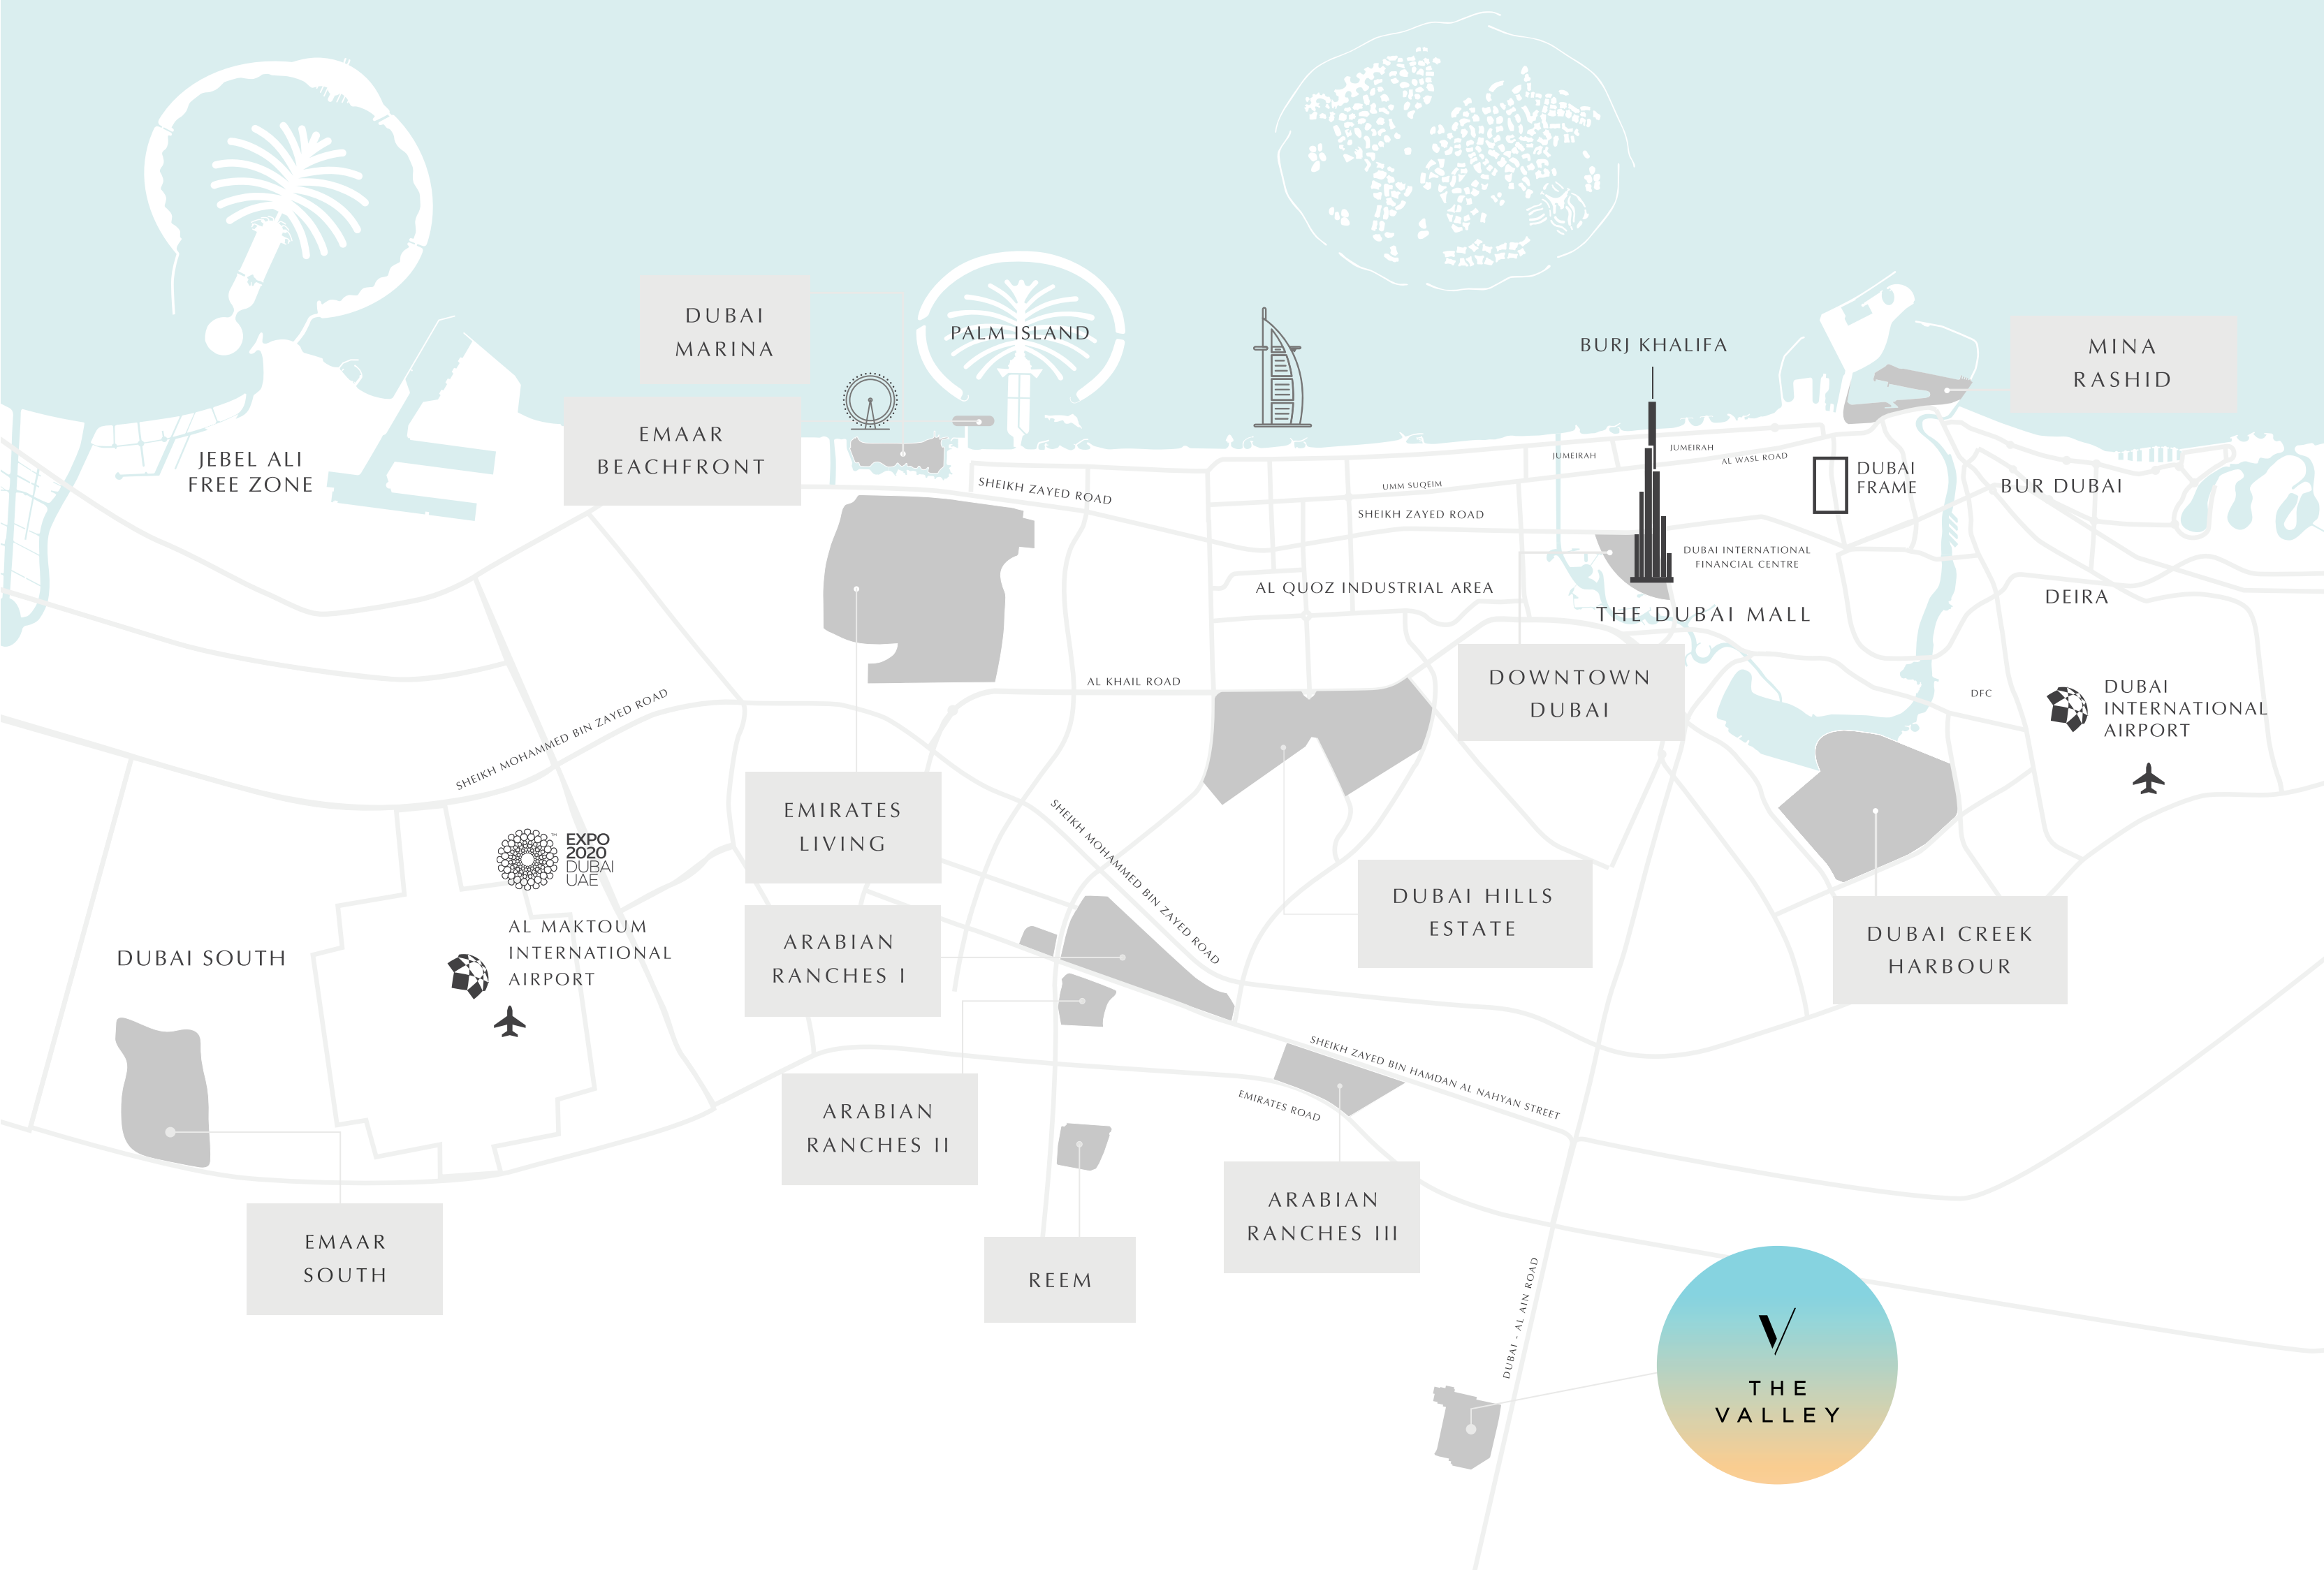 DUBAI
MARINA
PALM ISLAND
BURJ KHALIFA
MINA
RASHID
EMAAR
BEACHFRONT
JEBEL ALI
FREE ZONE
SHEIKH ZAYED ROAD
UMM SUQEIM
SHEIKH ZAYED ROAD
JUMEIRAH
JUMEIRAH
AL WASL ROAD
DUBAI
FRAME
BUR DUBAI
DUBAI INTERNATIONAL
FINANCIAL CENTRE
AL QUOZ INDUSTRIAL AREA
THE DUBAI MALL
DEIRA
DOWNTOWN
DUBAI
AL KHAIL ROAD
DFC
DUBAI
INTERNATIONAL
AIRPORT
SHEIKH MOHAMMED BIN ZAYED ROAD
EMIRATES
LIVING
SHEIKH MOHAMMED BIN ZAYED ROAD
EXPO
2020
DUBAI
UAE
TM
DUBAI HILLS
ESTATE
DUBAI CREEK
HARBOUR
AL MAKTOUM
INTERNATIONAL
AIRPORT
DUBAI SOUTH
ARABIAN
RANCHES I
SHEIKH ZAYED BIN HAMDAN AL NAHYAN STREET
EMIRATES ROAD
ARABIAN
RANCHES II
ARABIAN
RANCHES III
EMAAR
SOUTH
REEM
DUBAI - AL AIN ROAD
V
THE
VALLEY